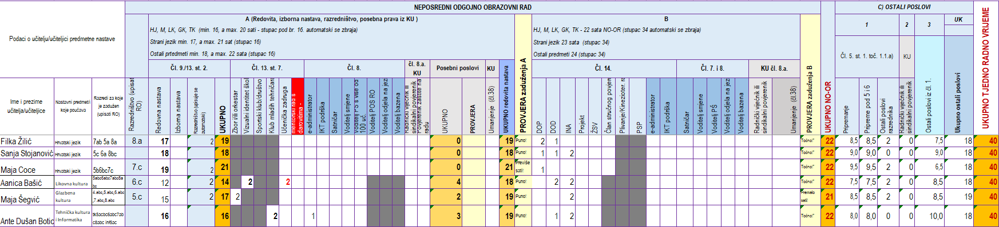 NEPOSREDNI ODGOJNO OBRAZOVNI RAD
C) OSTALI POSLOVI
A (Redovita, izborna nastava, razredništvo, posebna prava iz KU )
B
1 2 3 UK
HJ, M, LK, GK, TK (min. 16, a max. 20 sati - stupac pod br. 16. automatski se zbraja)
HJ, M, LK, GK, TK - 22 sata NO-OR (stupac 34 automatski se zbraja)
Podaci o učitelju/učiteljici predmetne nastave
Strani jezik min. 17, a max. 21 sat (stupac 16)
Strani jezik 23 sata (stupac 34)
Ostali prtedmeti min. 18, a max. 22 sata (stupac 16)
Ostali predmeti 24 (stupac 34)
Čl. 5. st. 1. toč. 1.1.a) KU
Čl. 9./13. st. 2. Čl. 13. st. 7. Čl. 8. čl. 8.a. KU Posebni poslovi KU Čl. 14. Čl. 7. i 8. KU čl. 8.a.
Ime i prezime učitelja/učiteljice
Nastavni predmet/i koje poučava
Razredi za koje je zadužen (upisati RO)
Razredništvo (upisati RO)
Redovna nastava
Izborna nastava
Razredništvo (upisuje se automatski)
UKUPNO
Zbor i/ili orkestar
Vizualni identitet škol
Sportski klub/društvo
Klub mladih tehničara
Učenička zadruga
mentorski rad s darovitima -
e-administrator
IKT podrška
Satničar
Voditelj smjene
Voditelj PŠ s više od 100 uč.
Voditelj POS RO
Voditelj odjela na jez
Voditelj bazena
Radnički vijećnik ili sindikalni povjerenik
Povjerenik zaštite na radu
UKUPNO
PROVJERA
Umanjenje (čl.38)
UKUPNO redovita nastava
PROVJERA zaduženja A
DOP
DOD
INA
Projekt
ŽSV
Član stručnog povjere
Plivanje/Kinezioter. ra
PSP
e-administrator
IKT podrška
Satničar
Voditelj smjene
Voditelj PŠ
Voditelj odjela na jez
Voditelj bazena
Radnički vijećnik ili sindikalni povjerenik
Umanjenje (čl.38)
PROVJERA zaduženja B
UKUPNO NO-OR
Pripremanje
Pripreme pod 5 i 6
Ostali poslovi razrednika
Radnički vijećnik ili sindikalni povjerenik
Ostali poslovi iz čl. 1.
Ukupno ostali poslovi
UKUPNO TJEDNO RADNO VRIJEME
Filka Žilić Hrvatski jezik 7ab 5a 8a 8.a 17 2 19 0 19 Puno! 2 1 Točno!" 22 8,5 8,5 2 0 7,5 18 40
Sanja Stojanović Hrvatski jezik 5c 6a 8bc 18 18 0 18 Puno! 1 1 2 Točno!" 22 9,0 9,0 0 0 9,0 18 40
Maja Coce Hrvatski jezik 5b6bc7c 7.c 19 2 21 0 21 Previše sati! 1 Točno!" 22 9,5 9,5 2 0 6,5 18 40
Aanica Bašić Likovna kultura 5abc6abc7abc8abc 6.c 12 2 14 2 2 4 18 Puno! 2 2 Točno!" 22 7,5 7,5 2 0 8,5 18 40
Maja Šegvić Glazbena kultura 4.abc,5.abc,6.abc,7.abc,8.abc 5.c 15 2 17 2 2 19 Puno! 2 Premalo sati! 21 8,5 8,5 2 0 8,5 19 40
Ante Dušan Botic Tehnička kultura i Informatika tk5acbc6abc7abc8abc inf5ac 16 16 2 1 3 19 Puno! 1 2 Točno!" 22 8,0 8,0 0 0 10,0 18 40